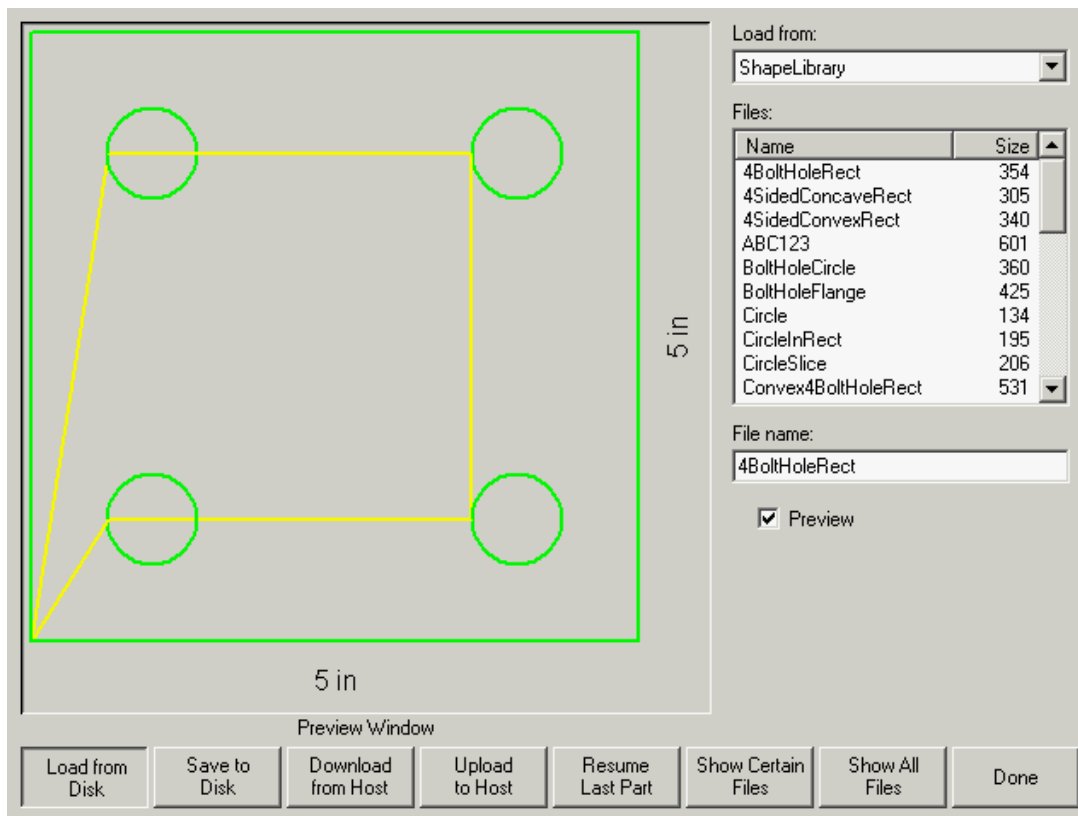 5 in
5 in
Preview Window
Load from:
ShapeLibrary
Files:
Name Size
4BoltHoleRect 354
4SidedConcaveRect 305
4SidedConvexRect 340
ABC123 601
BoltHoleCircle 360
BoltHoleFlange 425
Circle 134
CircleInRect 195
CircleSlice 206
Convex4BoltHoleRect 531
File name:
4BoltHoleRect
Preview
Load from
Disk
Save to
Disk
Download
from Host
Upload
to Host
Resume
Last Part
Show Certain
Files
Show All
Files
Done